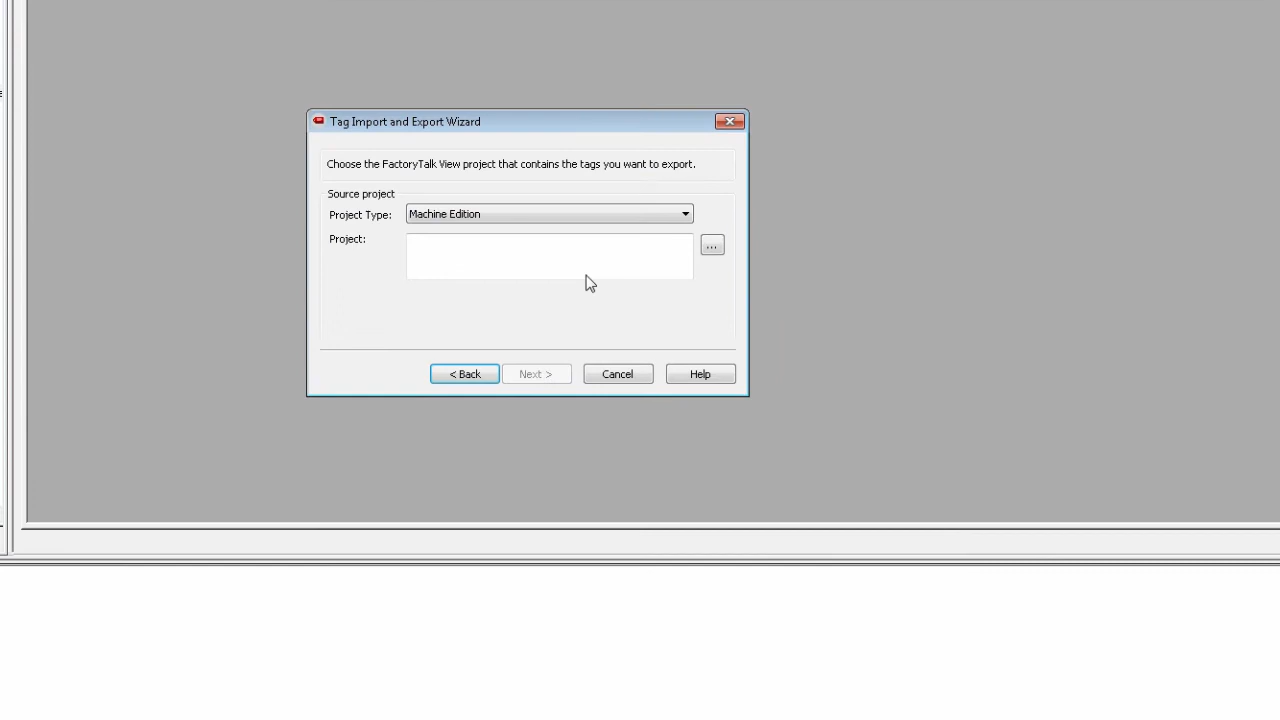 Tag Import and Export Wizard
Choose the FactoryTalk View project that contains the tags you want to export.
Source project
Project Type: Machine Edition
Project:
...
< Back Next > Cancel Help